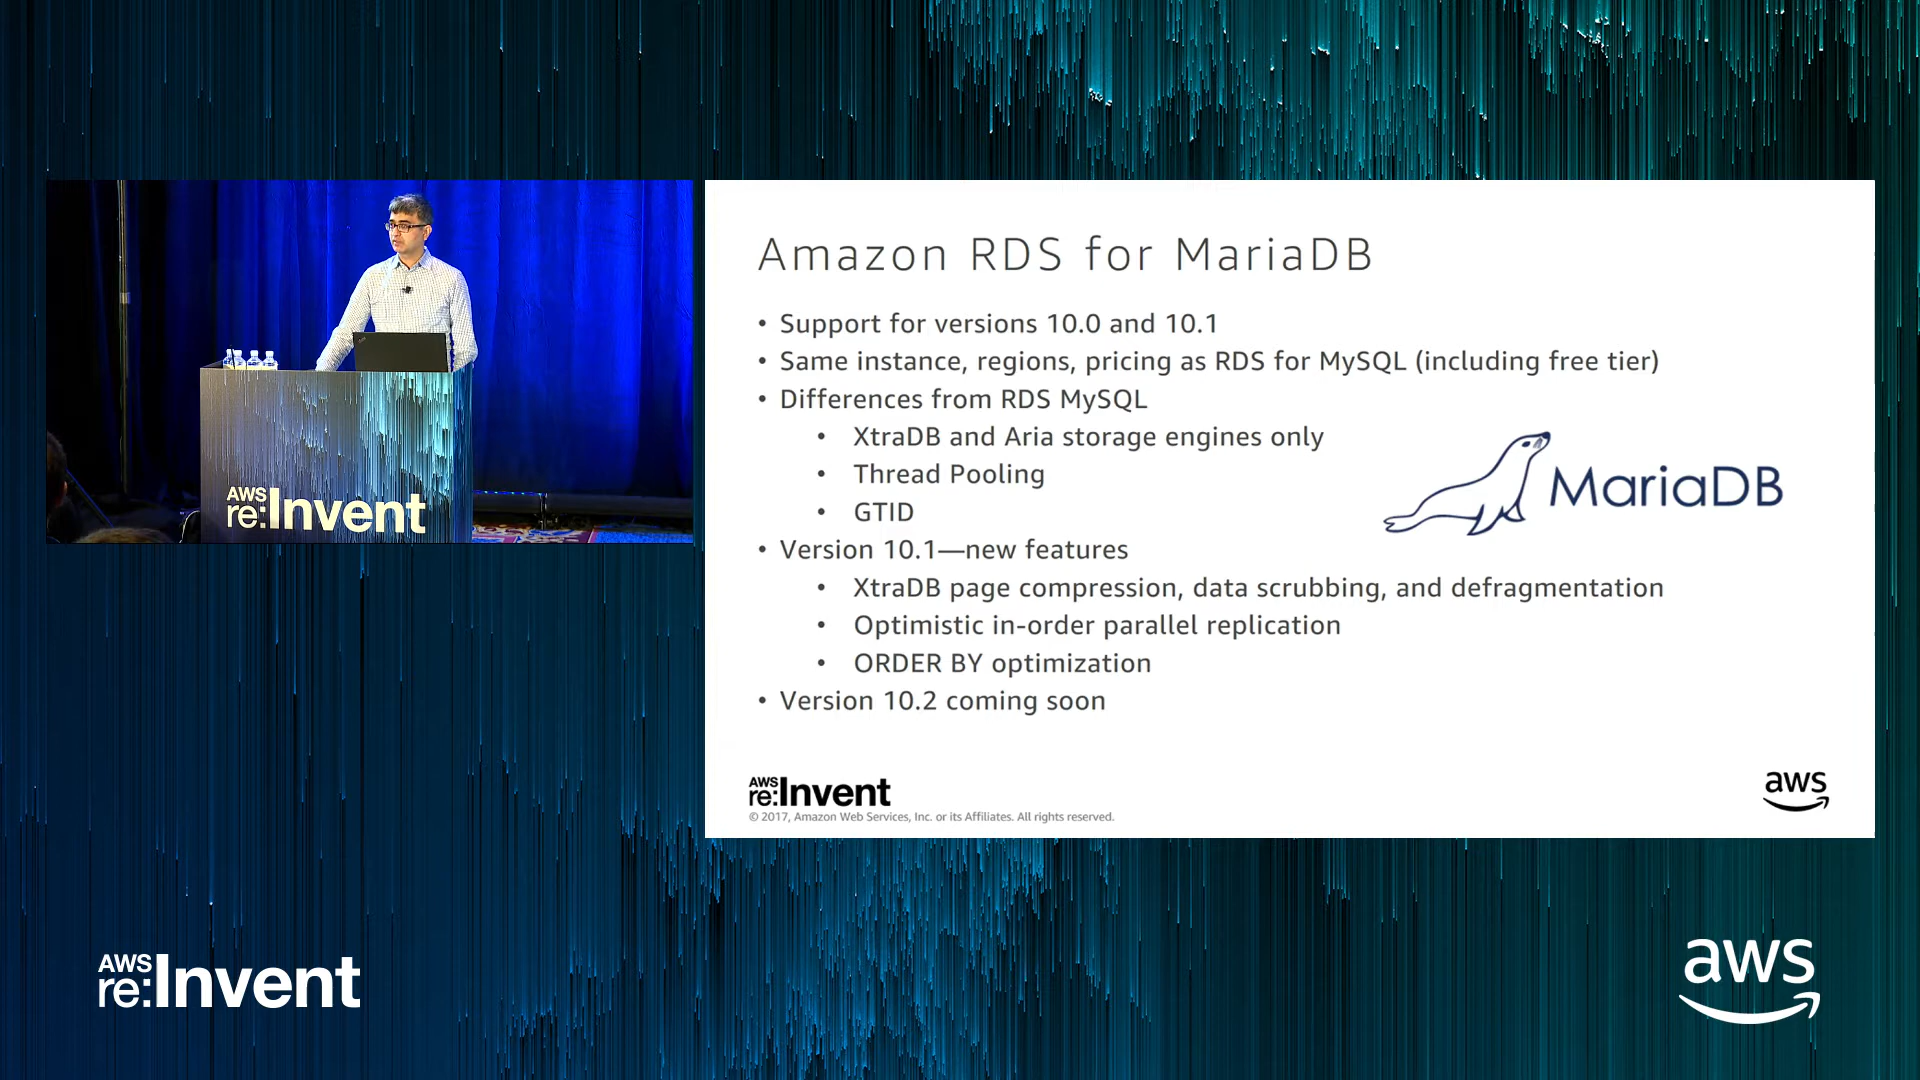 AWS
re:Invent
Amazon RDS for MariaDB
• Support for versions 10.0 and 10.1
• Same instance, regions, pricing as RDS for MySQL (including free tier)
• Differences from RDS MySQL
• XtraDB and Aria storage engines only
• Thread Pooling
• GTID
MariaDB
• Version 10.1—new features
• XtraDB page compression, data scrubbing, and defragmentation
• Optimistic in-order parallel replication
• ORDER BY optimization
• Version 10.2 coming soon
AWS
re:Invent
© 2017, Amazon Web Services, Inc. or its Affiliates. All rights reserved.
aws
AWS
re:Invent
aws